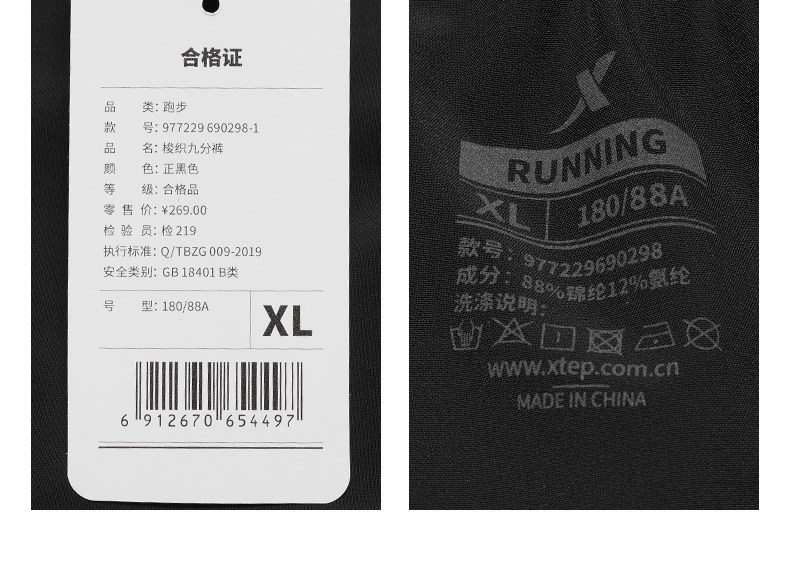 合格证
品 类：跑步
款 号：977229 690298-1
品 名：梭织九分裤
颜 色：正黑色
等 级：合格品
零 售 价：¥269.00
检 验 员：检 219
执行标准：Q/TBZG 009-2019
安全类别：GB 18401 B类
号 型：180/88A
XL
6 912670 654497
RUNNING
XL 180/88A
款号：977229690298
成分：88%锦纶12%氨纶
洗涤说明：
www.xtep.com.cn
MADE IN CHINA